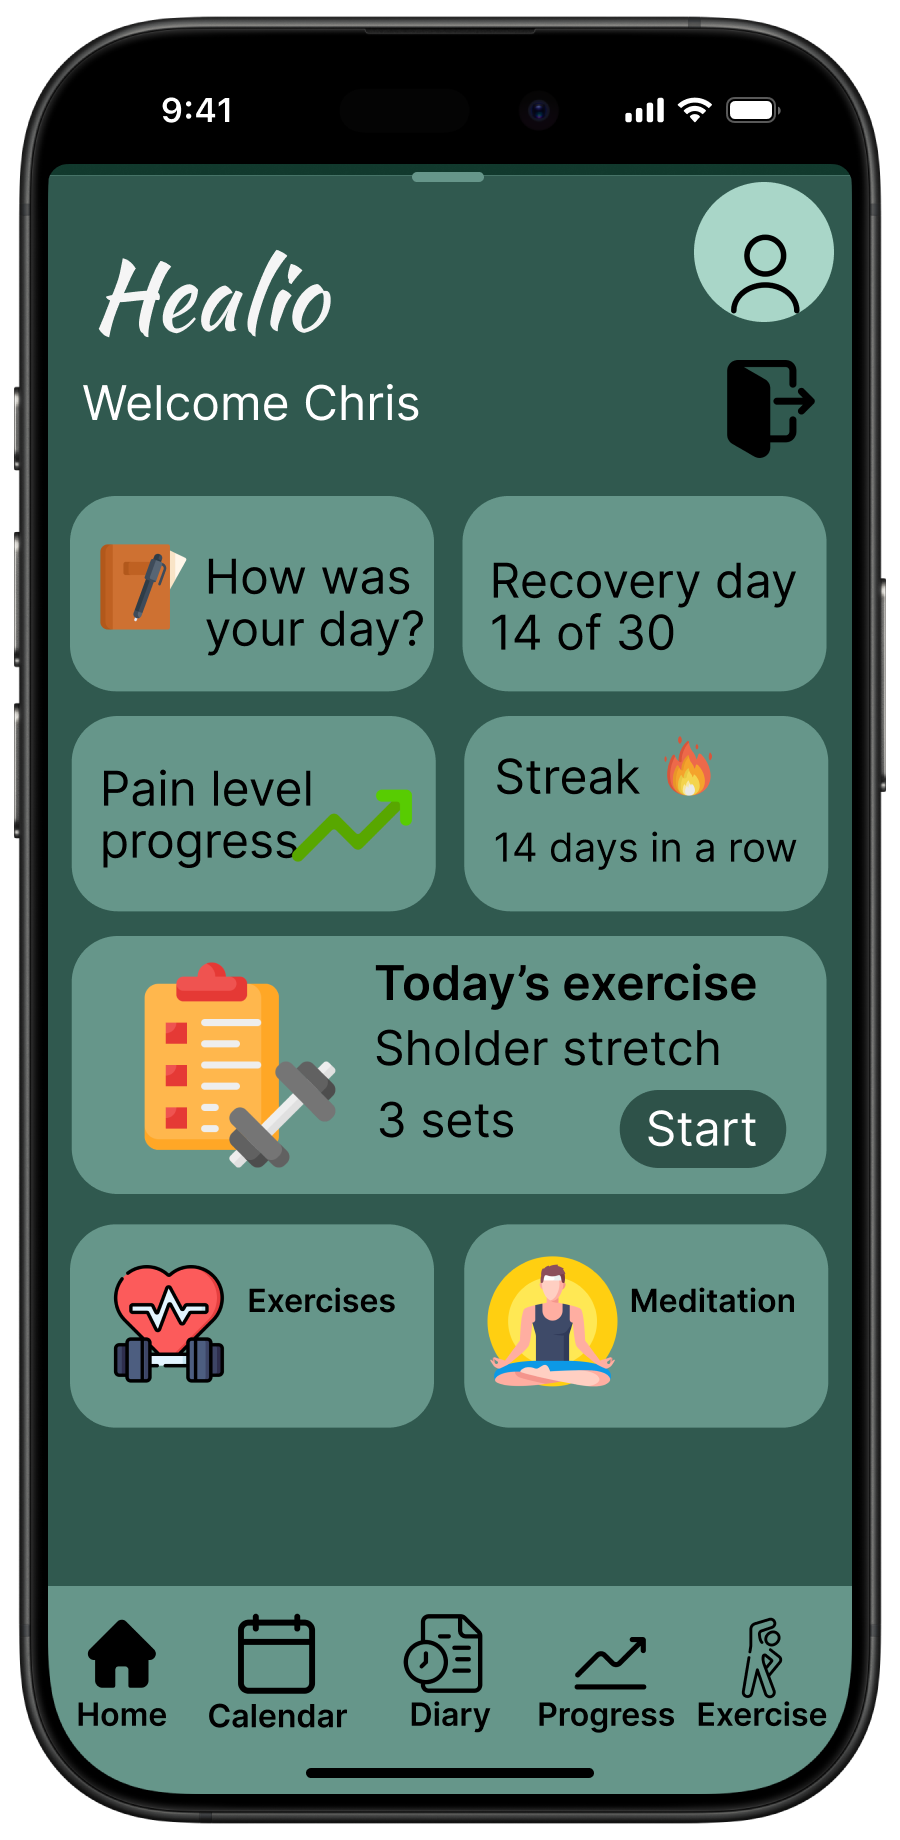 9:41
Healio
Welcome Chris
How was
your day?
Recovery day
14 of 30
Pain level
progress
Streak
14 days in a row
Today's exercise
Sholder stretch
3 sets
Start
Exercises
Meditation
Home
Calendar
Diary
Progress
Exercise